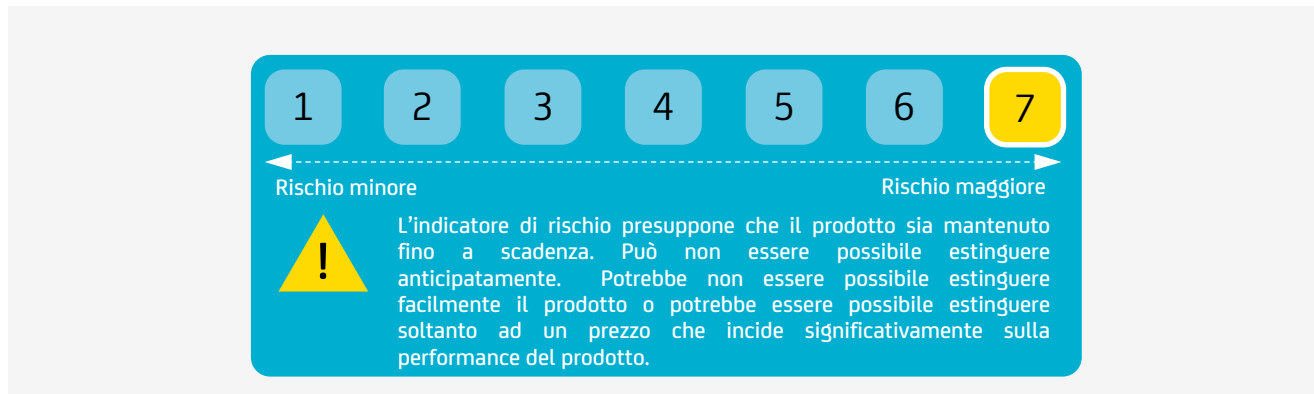 1 2 3 4 5 6 7
Rischio minore Rischio maggiore
!
L'indicatore di rischio presuppone che il prodotto sia mantenuto
fino a scadenza. Può non essere possibile estinguere
anticipatamente. Potrebbe non essere possibile estinguere
facilmente il prodotto o potrebbe essere possibile estinguere
soltanto ad un prezzo che incide significativamente sulla
performance del prodotto.